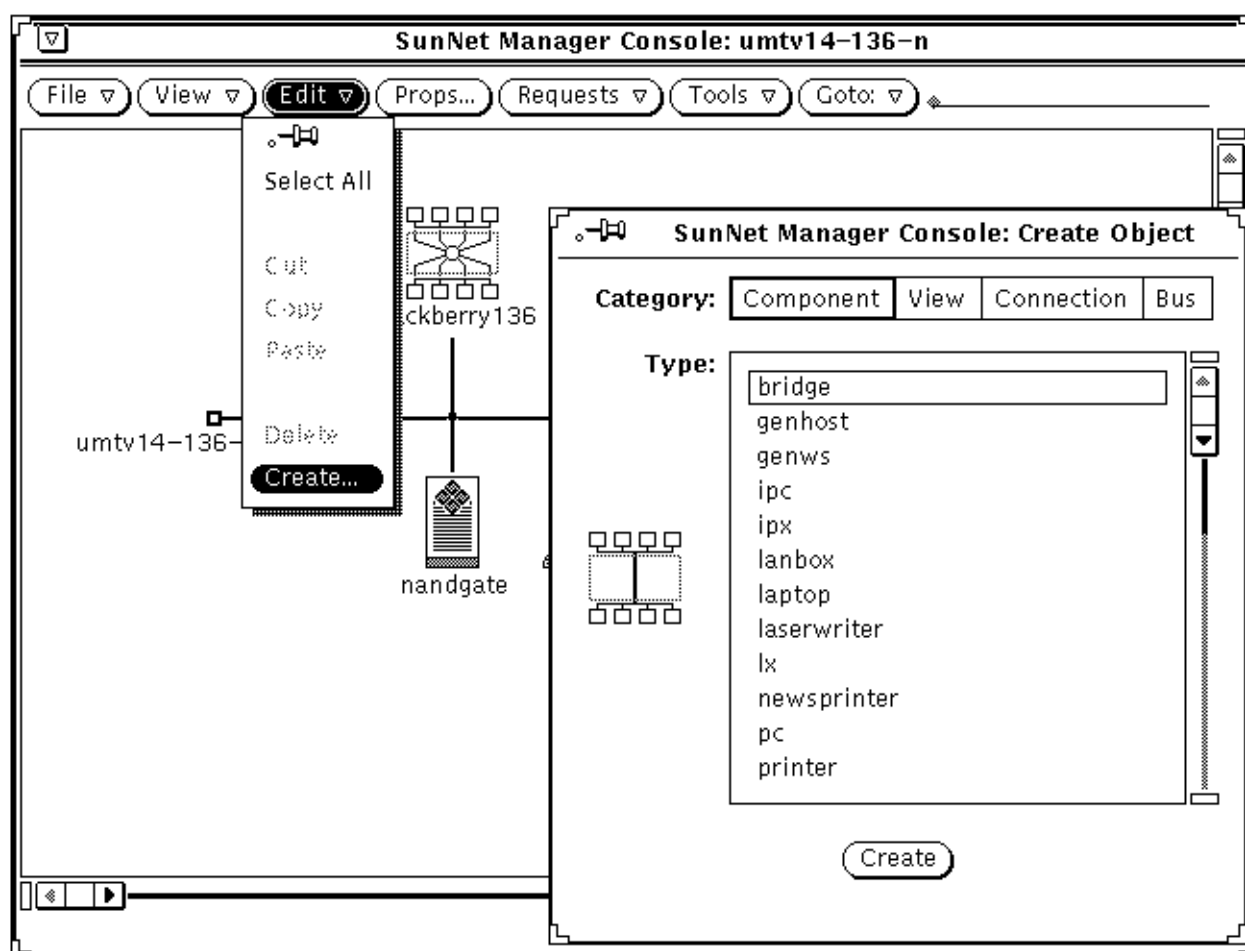 SunNet Manager Console: umtv14-136-n
File View Edit Props... Requests Tools Goto:
Select All
Cut
Copy
Paste
Delete
Create...
ckberry136
umtv14-136-
nandgate
SunNet Manager Console: Create Object
Category: Component View Connection Bus
Type:
bridge
genhost
genws
ipc
ipx
lanbox
laptop
laserwriter
lx
newsprinter
pc
printer
Create